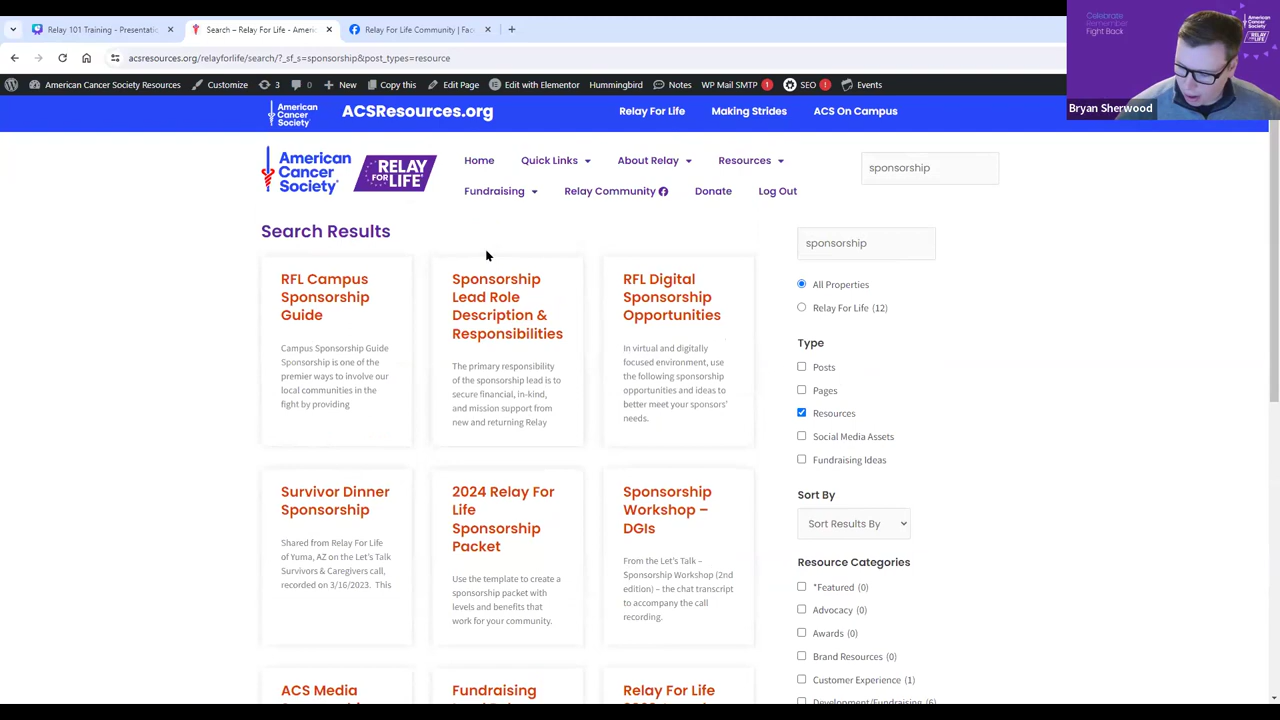 Relay 101 Training - Presentatic
Search – Relay For Life - Ameri
Relay For Life Community | Fac
acsresources.org/relayforlife/search/?_sf_s=sponsorship&post_types=resource
American Cancer Society Resources
Customize
3
0
New
Copy this
Edit Page
Edit with Elementor
Hummingbird
Notes
WP Mail SMTP 1
SEO !
Events
Celebrate
Remember
Fight Back
American
Cancer
Society
RELAY
FOR LIFE
Bryan Sherwood
American
Cancer
Society
ACSResources.org
Relay For Life
Making Strides
ACS On Campus
American
Cancer
Society
RELAY
FOR LIFE
Home
Quick Links
About Relay
Resources
Fundraising
Relay Community
Donate
Log Out
sponsorship
Search Results
RFL Campus
Sponsorship
Guide
Campus Sponsorship Guide
Sponsorship is one of the
premier ways to involve our
local communities in the
fight by providing
Sponsorship
Lead Role
Description &
Responsibilities
The primary responsibility
of the sponsorship lead is to
secure financial, in-kind,
and mission support from
new and returning Relay
RFL Digital
Sponsorship
Opportunities
In virtual and digitally
focused environment, use
the following sponsorship
opportunities and ideas to
better meet your sponsors'
needs.
Survivor Dinner
Sponsorship
Shared from Relay For Life
of Yuma, AZ on the Let's Talk
Survivors & Caregivers call,
recorded on 3/16/2023. This
2024 Relay For
Life
Sponsorship
Packet
Use the template to create a
sponsorship packet with
levels and benefits that
work for your community.
Sponsorship
Workshop –
DGIs
From the Let's Talk –
Sponsorship Workshop (2nd
edition) – the chat transcript
to accompany the call
recording.
ACS Media
Fundraising
Relay For Life
sponsorship
All Properties
Relay For Life (12)
Type
Posts
Pages
Resources
Social Media Assets
Fundraising Ideas
Sort By
Sort Results By
Resource Categories
*Featured (0)
Advocacy (0)
Awards (0)
Brand Resources (0)
Customer Experience (1)
Development/Fundraising (6)